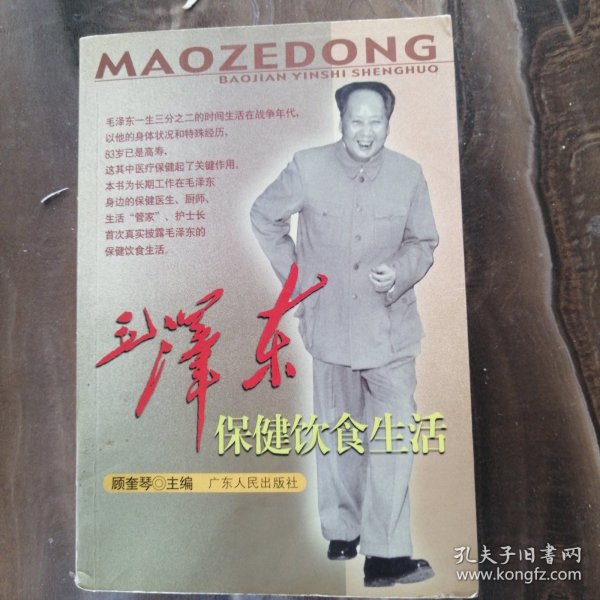 MAOZEDONG
BAOJIAN YINSHI SHENGHUO
毛泽东一生三分之二的时间生活在战争年代，
以他的身体状况和特殊经历，
83岁已是高寿，
这其中医疗保健起了关键作用。
本书为长期工作在毛泽东
身边的保健医生、厨师、
生活“管家”、护士长
首次真实披露毛泽东的
保健饮食生活。
毛泽东
保健饮食生活
顾奎琴◎主编 广东人民出版社
孔夫子旧书网
www.kongfz.com